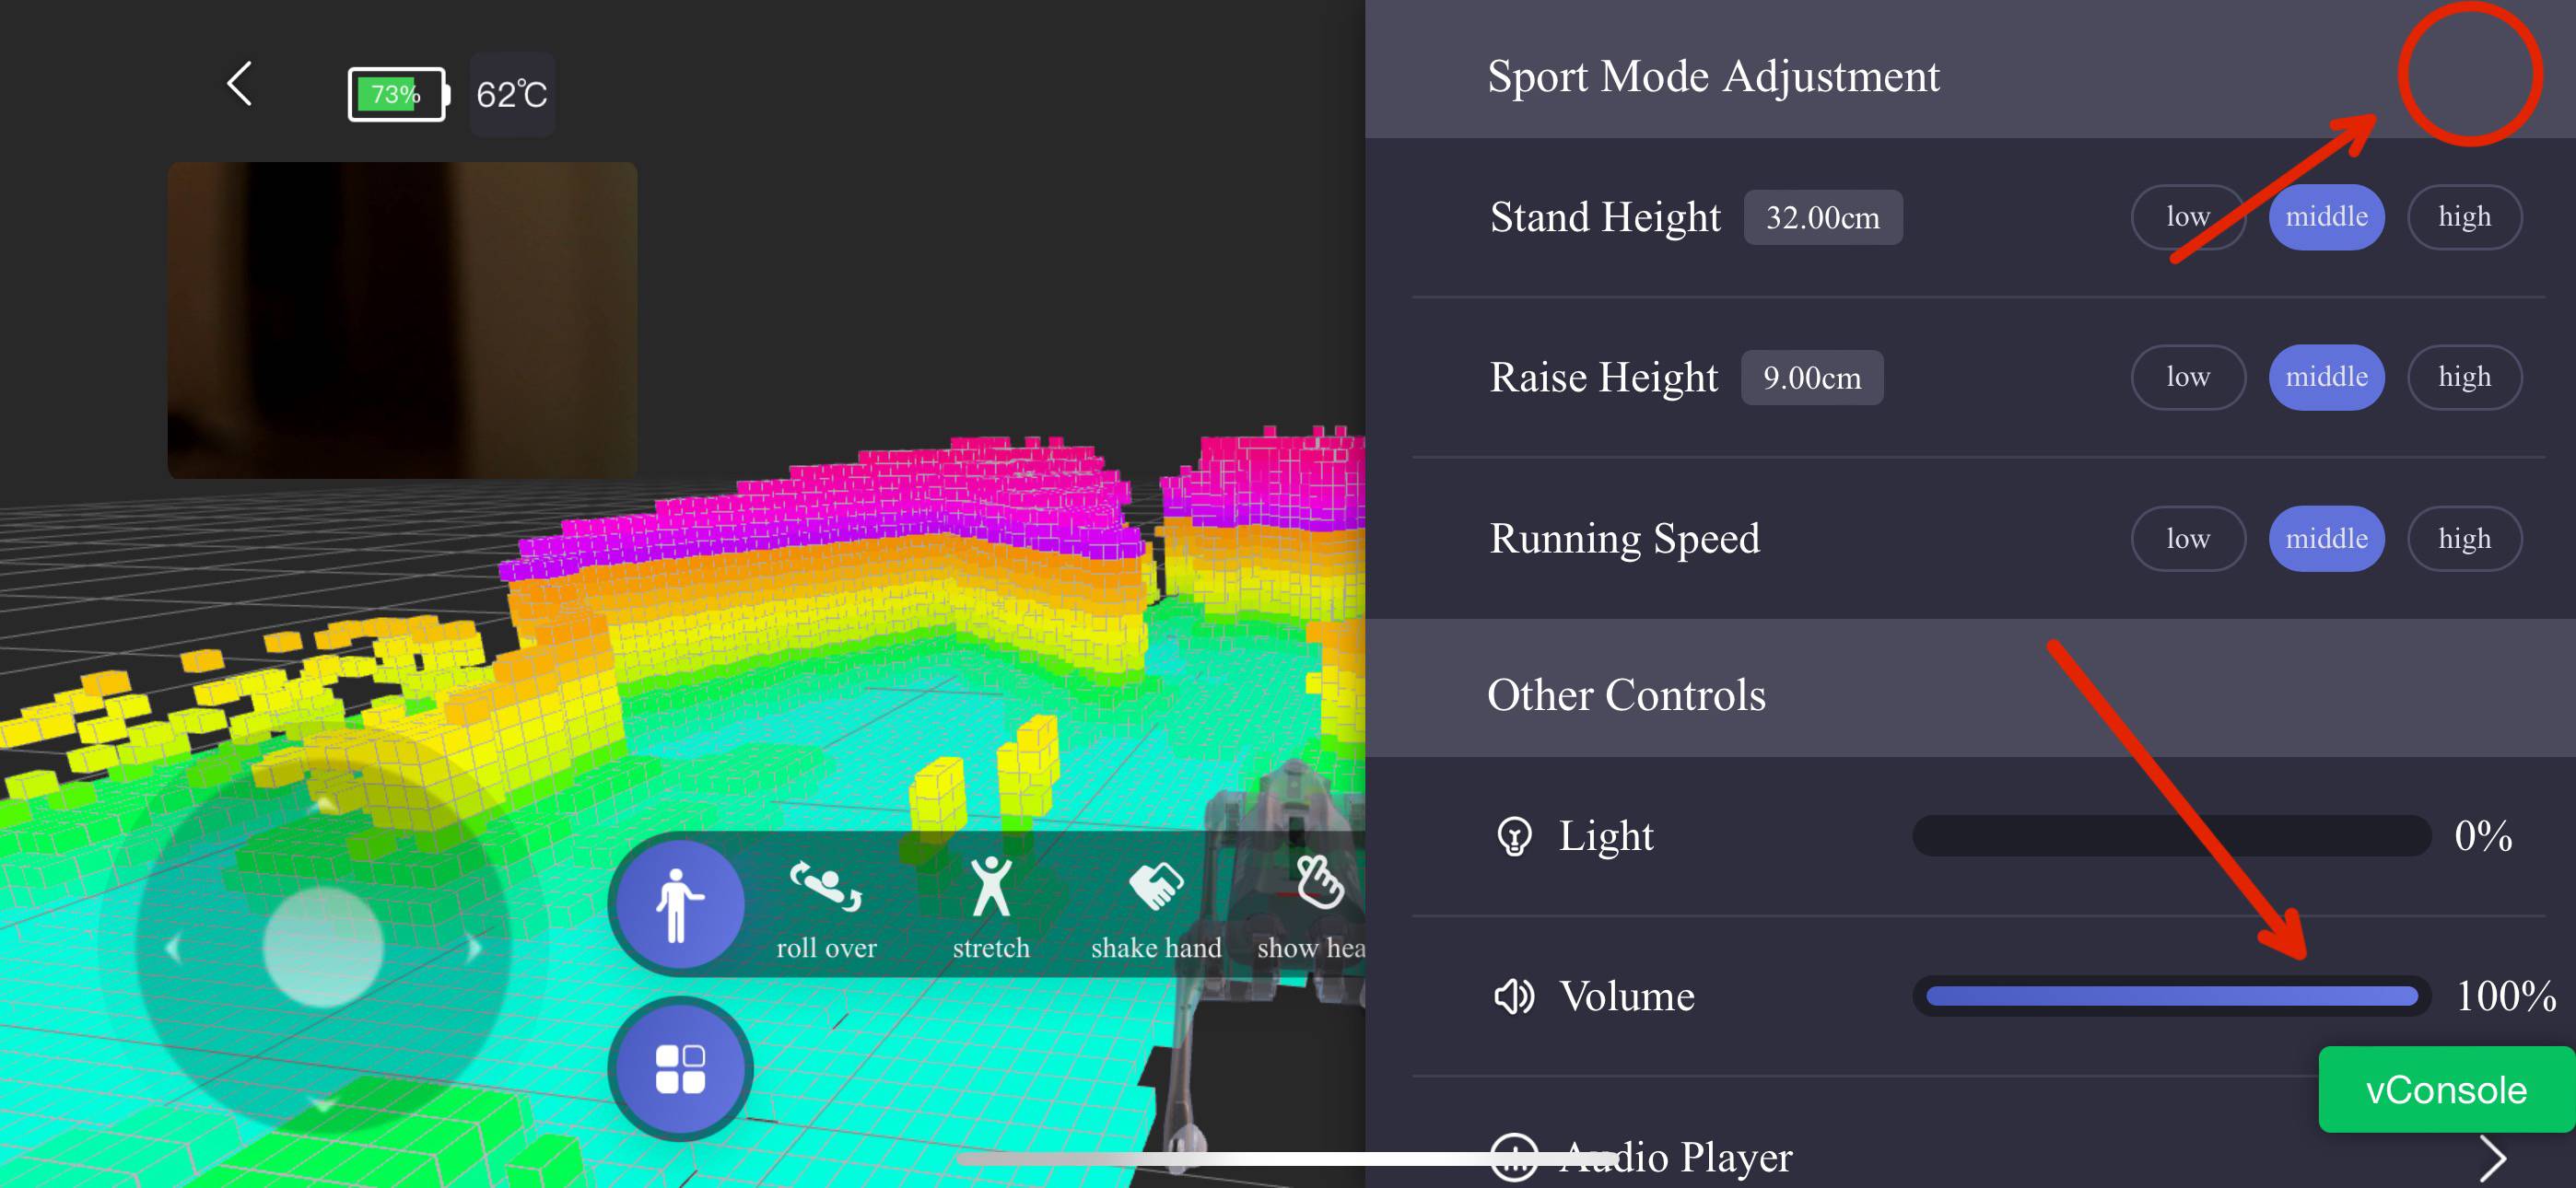 73%
62℃
Sport Mode Adjustment
Stand Height 32.00cm low middle high
Raise Height 9.00cm low middle high
Running Speed low middle high
Other Controls
Light 0%
roll over stretch shake hand show hea
Volume 100%
vConsole
Audio Player